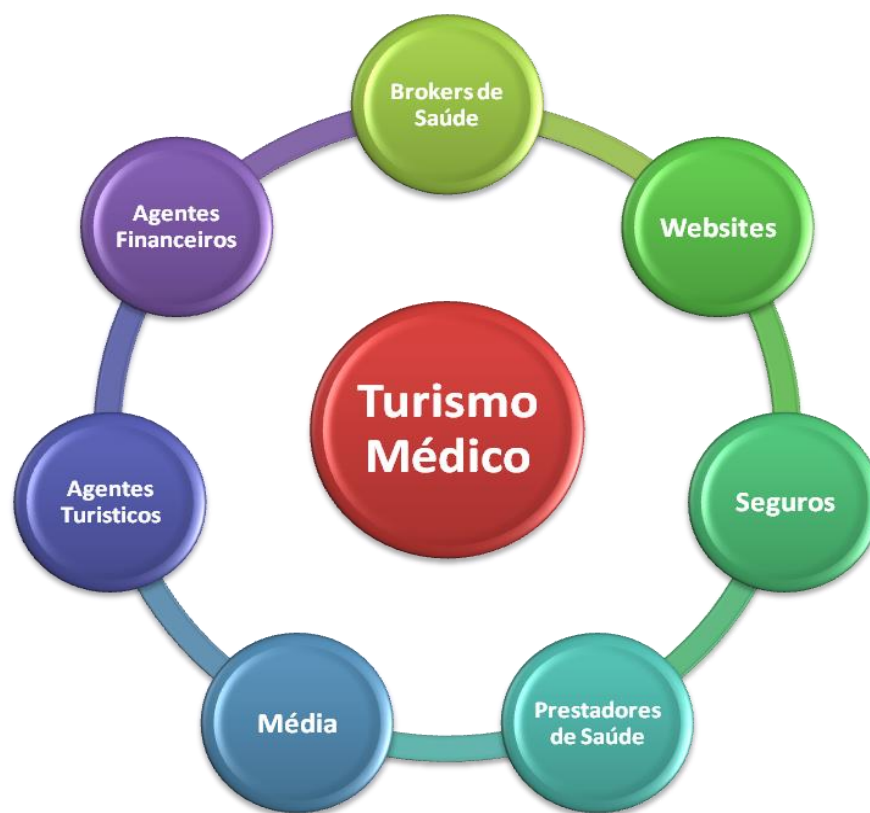 Brokers de
Saúde
Websites
Seguros
Prestadores
de Saúde
Média
Agentes
Turisticos
Agentes
Financeiros
Turismo
Médico